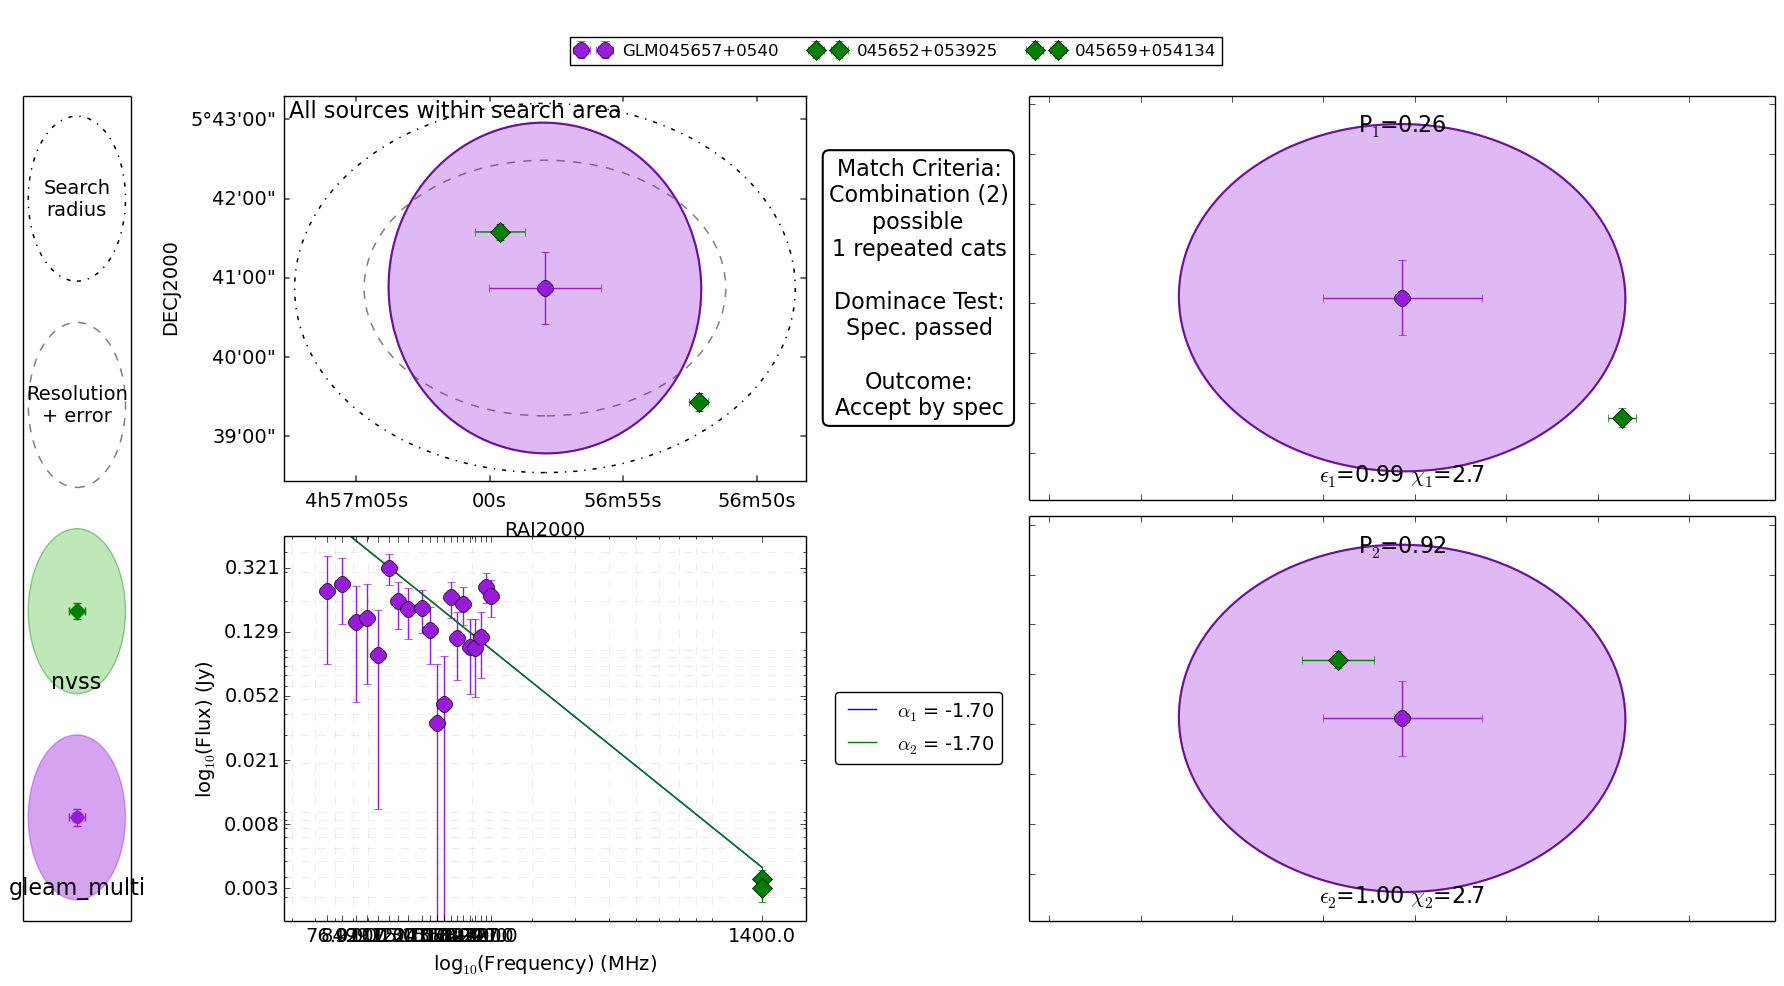 GLM045657+0540 045652+053925 045659+054134
Search
radius
Resolution
+ error
nvss
gleam_multi
All sources within search area
5°43'00"
42'00"
41'00"
40'00"
39'00"
DECJ2000
4h57m05s 00s 56m55s 56m50s
RAJ2000
Match Criteria:
Combination (2)
possible
1 repeated cats
Dominace Test:
Spec. passed
Outcome:
Accept by spec
P₁=0.26
ϵ₁=0.99 χ₁=2.7
P₂=0.92
ϵ₂=1.00 χ₂=2.7
0.321
0.129
0.052
0.021
0.008
0.003
log₁₀(Flux) (Jy)
1400.0
log₁₀(Frequency) (MHz)
α₁ = -1.70
α₂ = -1.70